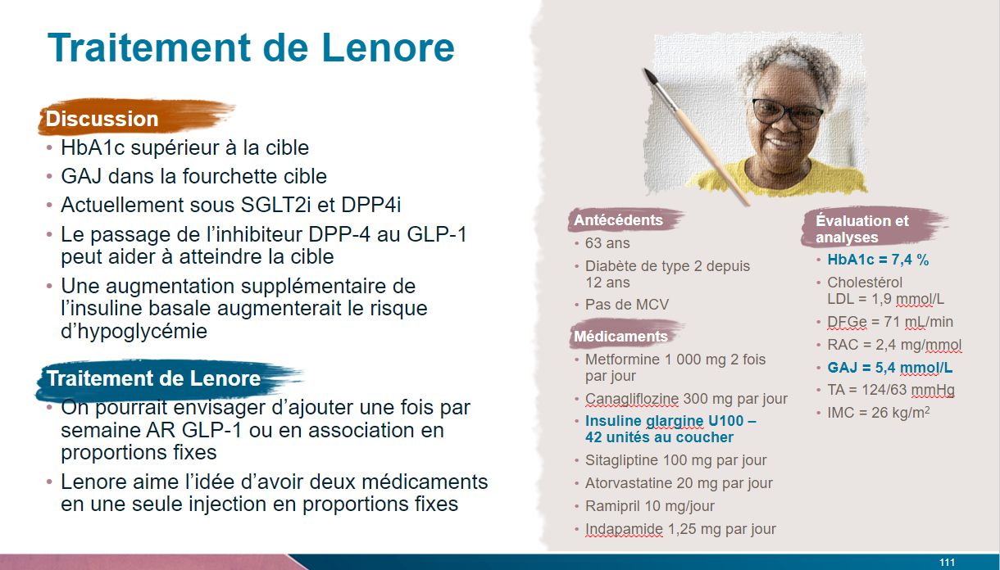 Traitement de Lenore
Discussion
• HbA1c supérieur à la cible
• GAJ dans la fourchette cible
• Actuellement sous SGLT2i et DPP4i
• Le passage de l’inhibiteur DPP-4 au GLP-1
peut aider à atteindre la cible
• Une augmentation supplémentaire de
l’insuline basale augmenterait le risque
d’hypoglycémie
Traitement de Lenore
• On pourrait envisager d’ajouter une fois par
semaine AR GLP-1 ou en association en
proportions fixes
• Lenore aime l’idée d’avoir deux médicaments
en une seule injection en proportions fixes
Antécédents
• 63 ans
• Diabète de type 2 depuis
12 ans
• Pas de MCV
Médicaments
• Metformine 1 000 mg 2 fois
par jour
• Canagliflozine 300 mg par jour
• Insuline glargine U100 –
42 unités au coucher
• Sitagliptine 100 mg par jour
• Atorvastatine 20 mg par jour
• Ramipril 10 mg/jour
• Indapamide 1,25 mg par jour
Évaluation et
analyses
• HbA1c = 7,4 %
• Cholestérol
LDL = 1,9 mmol/L
• DFGe = 71 mL/min
• RAC = 2,4 mg/mmol
• GAJ = 5,4 mmol/L
• TA = 124/63 mmHg
• IMC = 26 kg/m²
111